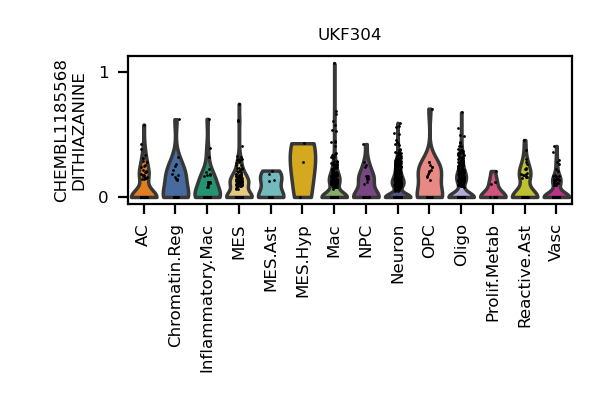 UKF304
CHEMBL1185568
DITHIAZANINE
1
0
AC
Chromatin.Reg
Inflammatory.Mac
MES
MES.Ast
MES.Hyp
Mac
NPC
Neuron
OPC
Oligo
Prolif.Metab
Reactive.Ast
Vasc